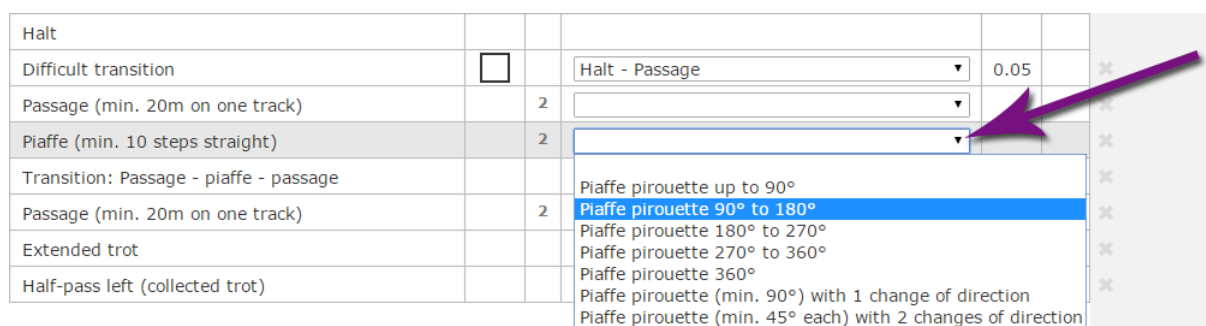 Halt
Difficult transition Halt - Passage 0.05
Passage (min. 20m on one track) 2
Piaffe (min. 10 steps straight) 2
Transition: Passage - piaffe - passage
Piaffe pirouette up to 90°
Passage (min. 20m on one track) 2 Piaffe pirouette 90° to 180°
Piaffe pirouette 180° to 270°
Extended trot Piaffe pirouette 270° to 360°
Piaffe pirouette 360°
Half-pass left (collected trot) Piaffe pirouette (min. 90°) with 1 change of direction
Piaffe pirouette (min. 45° each) with 2 changes of direction